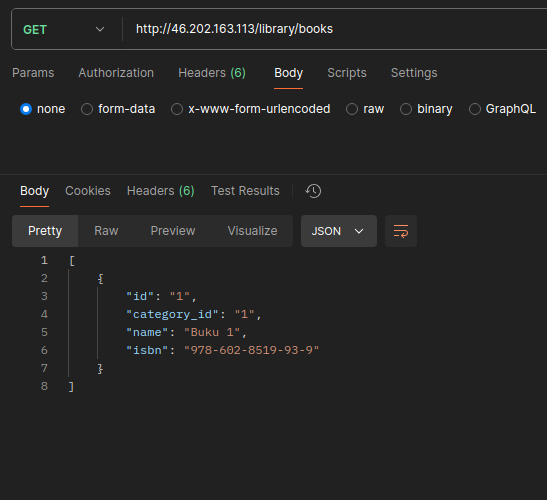 GET http://46.202.163.113/library/books
Params Authorization Headers (6) Body Scripts Settings
none form-data x-www-form-urlencoded raw binary GraphQL
Body Cookies Headers (6) Test Results
Pretty Raw Preview Visualize JSON
1 [
2 {
3 "id": "1",
4 "category_id": "1",
5 "name": "Buku 1",
6 "isbn": "978-602-8519-93-9"
7 }
8 ]